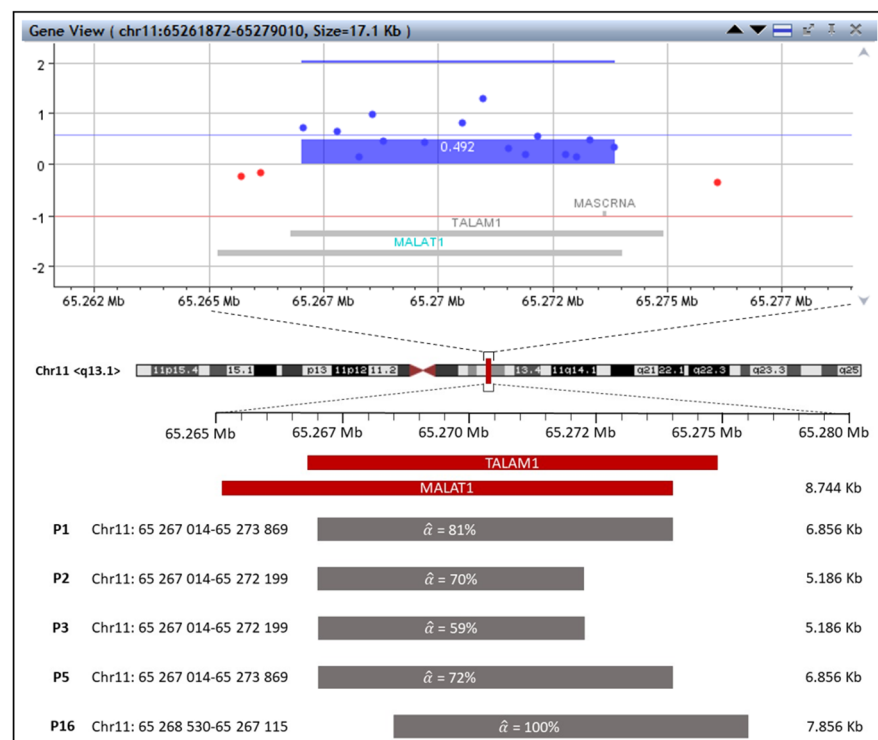 Gene View ( chr11:65261872-65279010, Size=17.1 Kb )
2
1
0
-1
-2
0.492
MASCRNA
TALAM1
MALAT1
65.262 Mb 65.265 Mb 65.267 Mb 65.27 Mb 65.272 Mb 65.275 Mb 65.277 Mb
Chr11 <q13.1> 11p15.4 15.1 p13 11p12 11.2 13.4 11q14.1 q21 22.1 q22.3 q23.3 q25
65.265 Mb 65.267 Mb 65.270 Mb 65.272 Mb 65.275 Mb 65.280 Mb
TALAM1
MALAT1 8.744 Kb
P1 Chr11: 65 267 014-65 273 869 α̂ = 81% 6.856 Kb
P2 Chr11: 65 267 014-65 272 199 α̂ = 70% 5.186 Kb
P3 Chr11: 65 267 014-65 272 199 α̂ = 59% 5.186 Kb
P5 Chr11: 65 267 014-65 273 869 α̂ = 72% 6.856 Kb
P16 Chr11: 65 268 530-65 267 115 α̂ = 100% 7.856 Kb